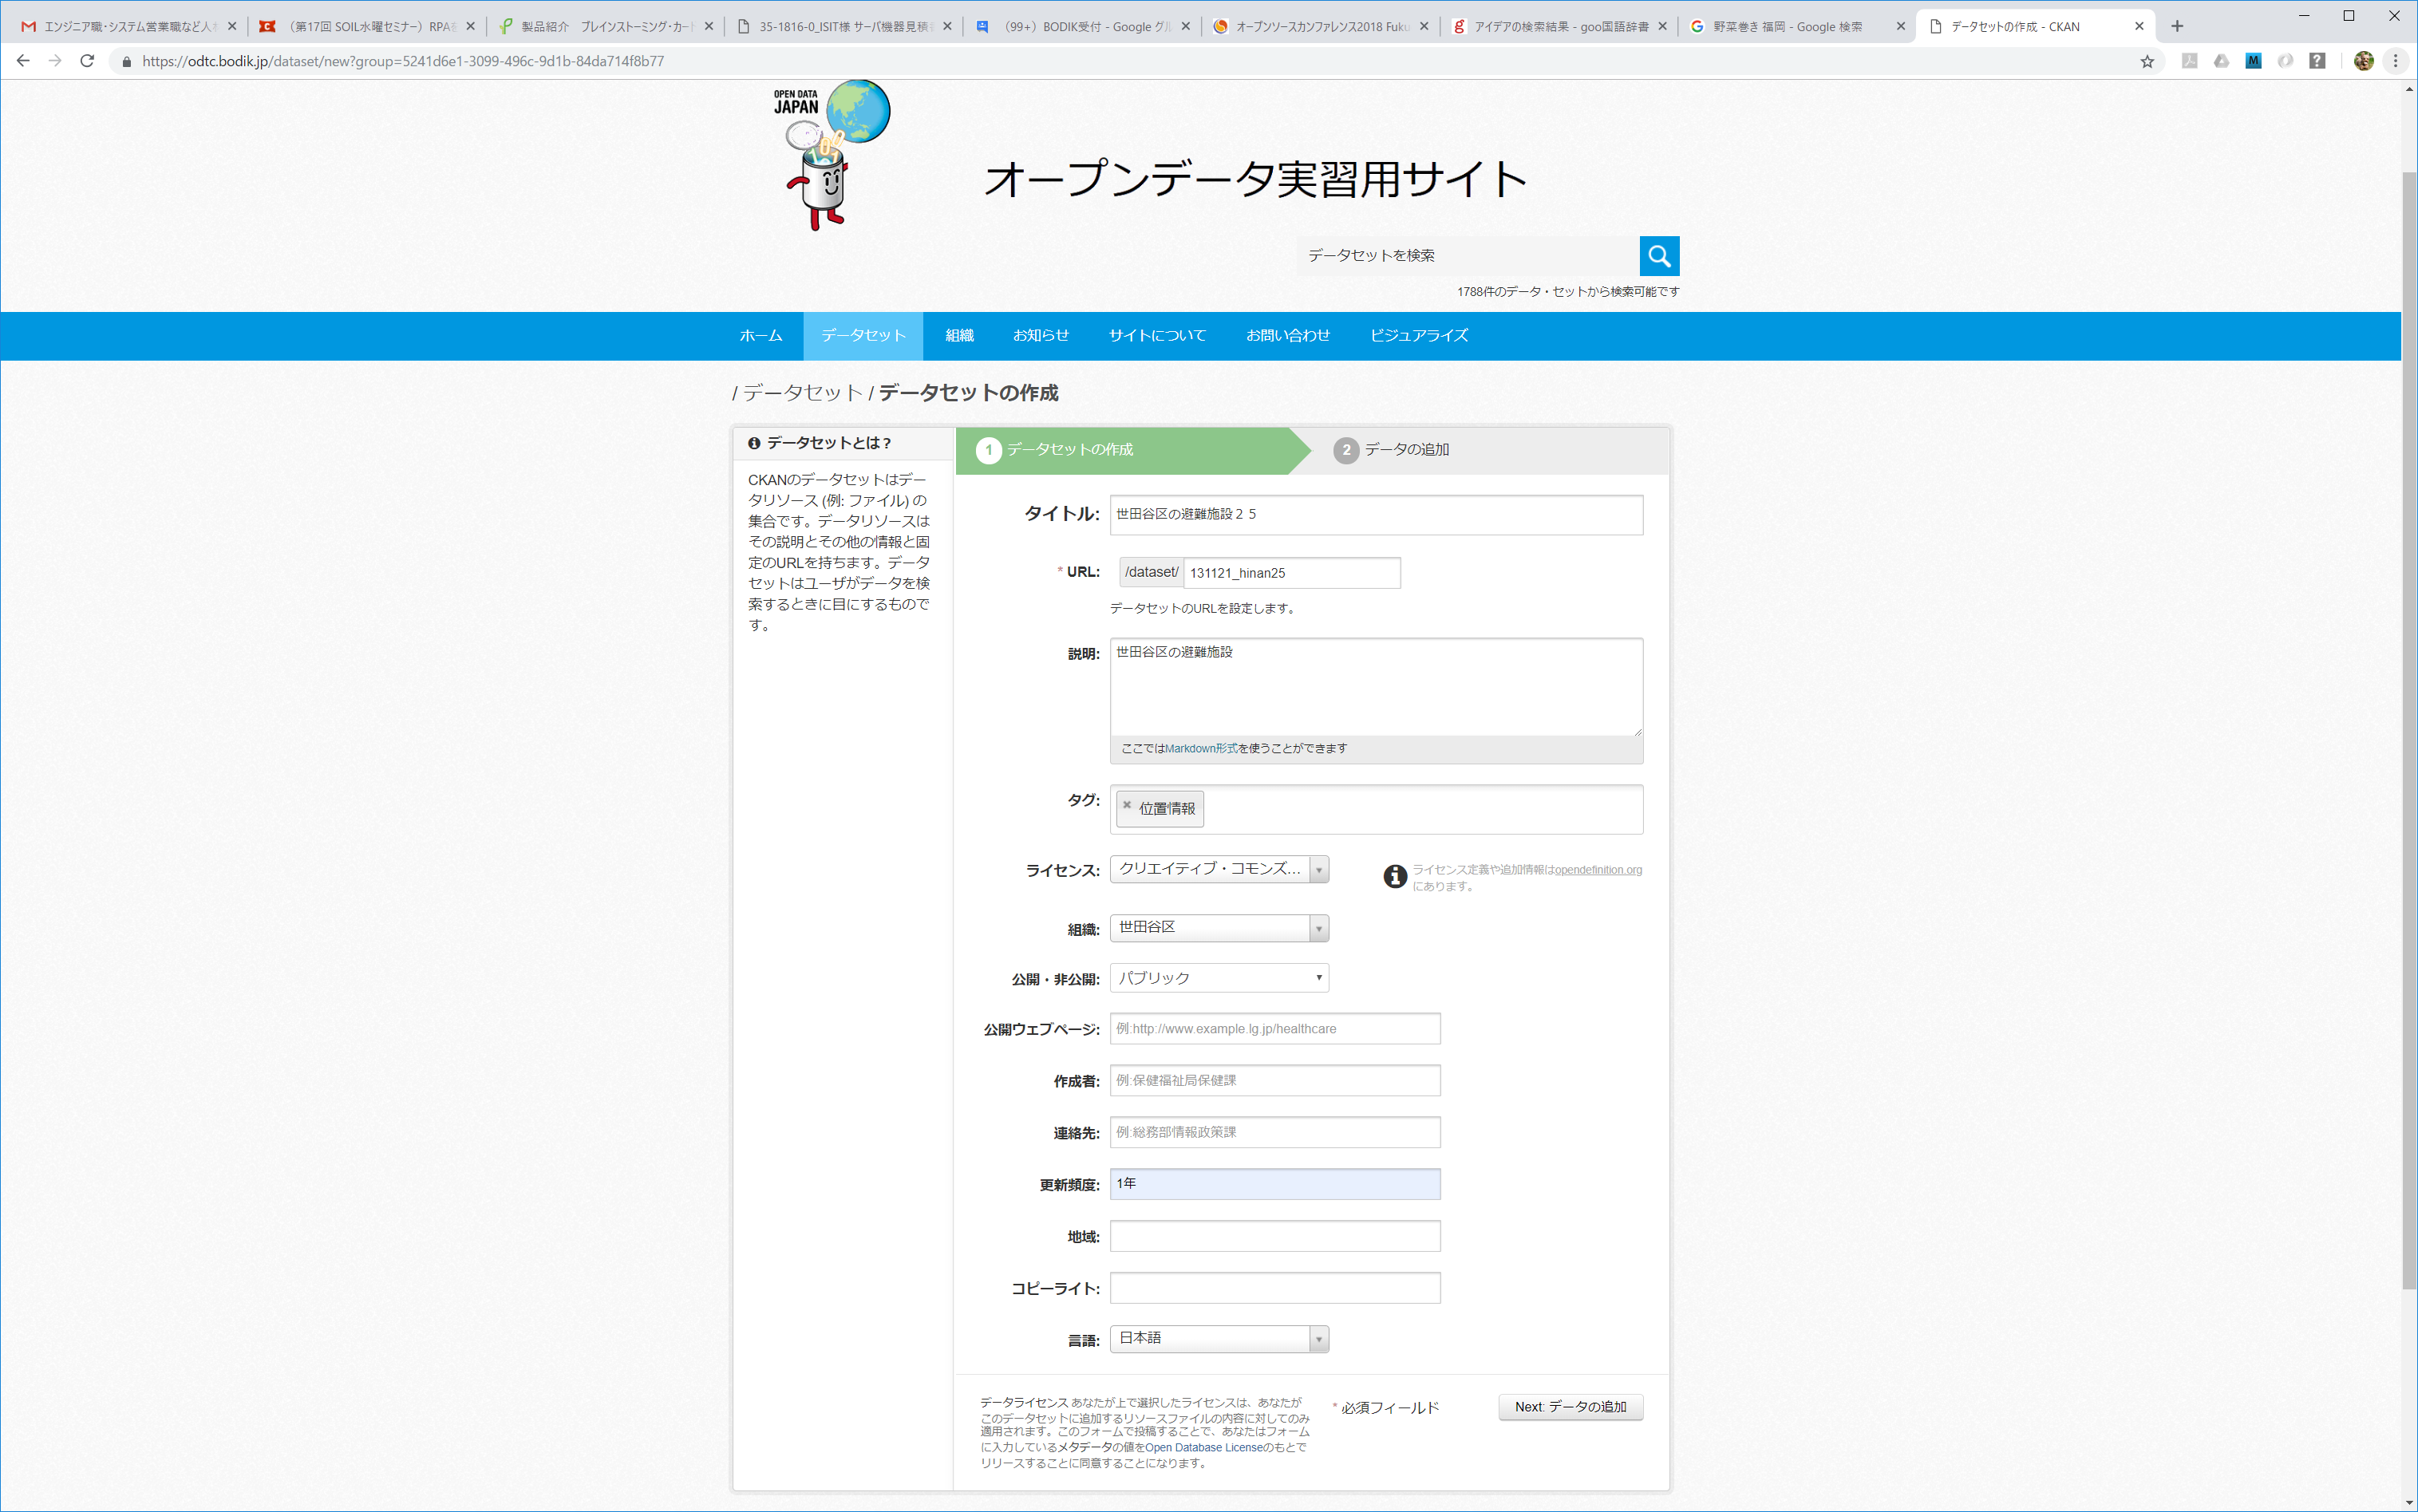 エンジニア職･システム営業職など人材
（第17回 SOIL水曜セミナー）RPAを
製品紹介　ブレインストーミング・カード
35-1816-0_ISIT様 サーバ機器見積書
（99+）BODIK受付 - Google グル
オープンソースカンファレンス2018 Fuku
アイデアの検索結果 - goo国語辞書
野菜巻き 福岡 - Google 検索
データセットの作成 - CKAN
https://odtc.bodik.jp/dataset/new?group=5241d6e1-3099-496c-9d1b-84da714f8b77
OPEN DATA
JAPAN
オープンデータ実習用サイト
データセットを検索
1788件のデータ・セットから検索可能です
ホーム
データセット
組織
お知らせ
サイトについて
お問い合わせ
ビジュアライズ
/ データセット / データセットの作成
データセットとは？
CKANのデータセットはデー
タリソース (例: ファイル) の
集合です。データリソースは
その説明とその他の情報と固
定のURLを持ちます。データ
セットはユーザがデータを検
索するときに目にするもので
す。
1 データセットの作成
2 データの追加
タイトル: 世田谷区の避難施設２５
* URL: /dataset/ 131121_hinan25
データセットのURLを設定します。
説明: 世田谷区の避難施設
ここではMarkdown形式を使うことができます
タグ: 位置情報
ライセンス: クリエイティブ・コモンズ...
ライセンス定義や追加情報はopendefinition.org
にあります。
組織: 世田谷区
公開・非公開: パブリック
公開ウェブページ: 例:http://www.example.lg.jp/healthcare
作成者: 例:保健福祉局保健課
連絡先: 例:総務部情報政策課
更新頻度: 1年
地域:
コピーライト:
言語: 日本語
データライセンス あなたが上で選択したライセンスは、あなたが
このデータセットに追加するリソースファイルの内容に対してのみ
適用されます。このフォームで投稿することで、あなたはフォーム
に入力しているメタデータの値をOpen Database Licenseのもとで
リリースすることに同意することになります。
* 必須フィールド
Next: データの追加